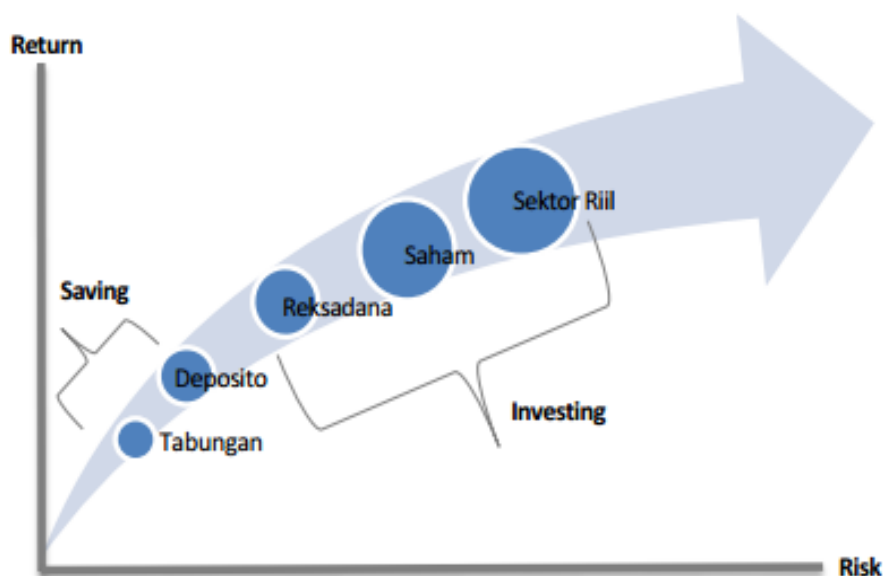 Return
Sektor Riil
Saham
Saving
Reksadana
Deposito
Investing
Tabungan
Risk